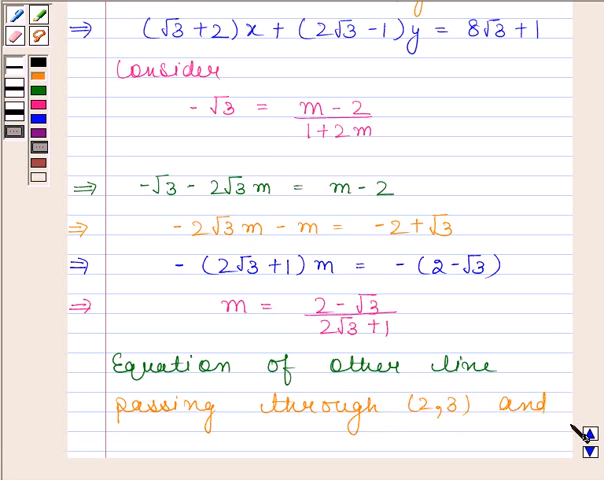 ⇒ (√3 + 2) x + (2√3 - 1) y = 8√3 + 1
Consider
- √3 = (m - 2)/(1 + 2m)
⇒ -√3 - 2√3 m = m - 2
⇒ - 2√3 m - m = -2 + √3
⇒ - (2√3 + 1) m = - (2 - √3)
⇒ m = (2 - √3)/(2√3 + 1)
Equation of other line
passing through (2,3) and